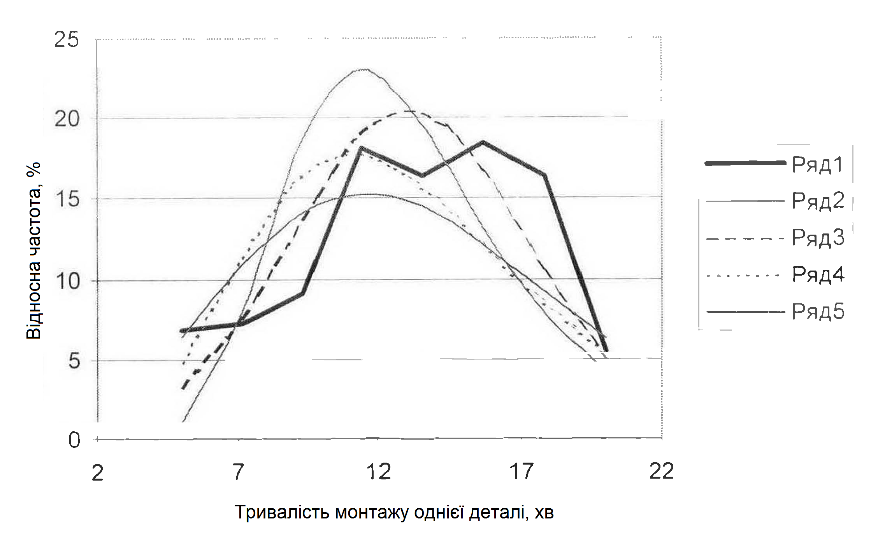 25
20
15
10
5
0
Відносна частота, %
2 7 12 17 22
Тривалість монтажу однієї деталі, хв
Ряд1
Ряд2
Ряд3
Ряд4
Ряд5